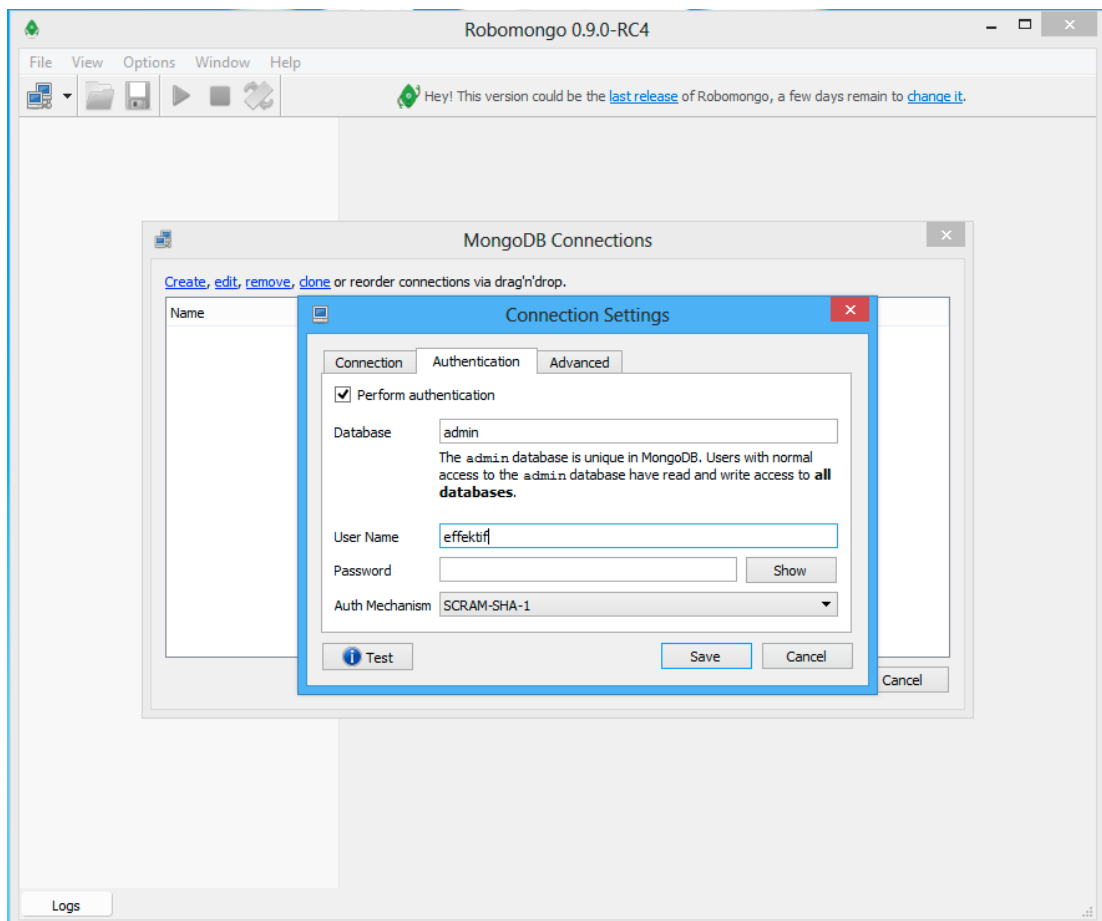 Robomongo 0.9.0-RC4
File View Options Window Help
Hey! This version could be the last release of Robomongo, a few days remain to change it.
MongoDB Connections
Create, edit, remove, clone or reorder connections via drag'n'drop.
Name
Connection Settings
Connection Authentication Advanced
Perform authentication
Database admin
The admin database is unique in MongoDB. Users with normal
access to the admin database have read and write access to all
databases.
User Name effektif
Password Show
Auth Mechanism SCRAM-SHA-1
Test Save Cancel
Cancel
Logs